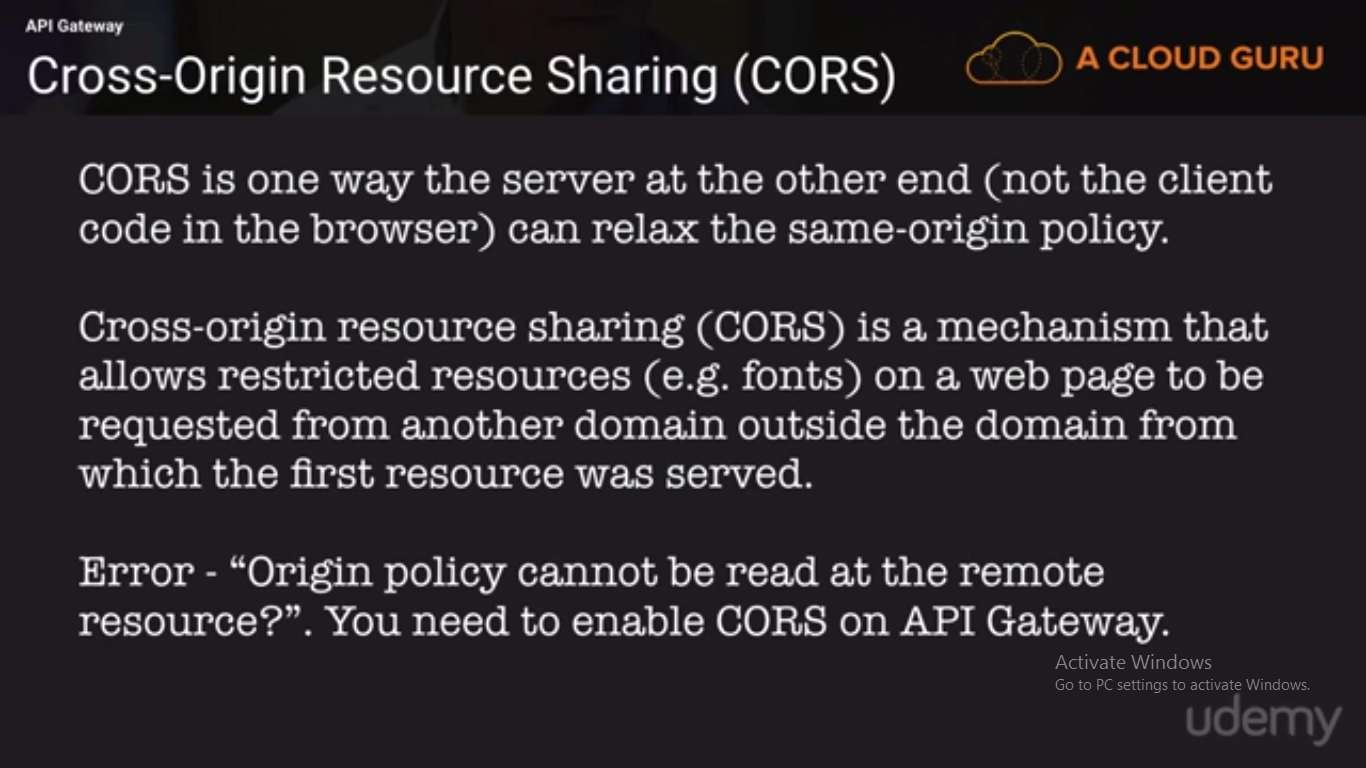 API Gateway
Cross-Origin Resource Sharing (CORS)
A CLOUD GURU
CORS is one way the server at the other end (not the client
code in the browser) can relax the same-origin policy.
Cross-origin resource sharing (CORS) is a mechanism that
allows restricted resources (e.g. fonts) on a web page to be
requested from another domain outside the domain from
which the first resource was served.
Error - “Origin policy cannot be read at the remote
resource?”. You need to enable CORS on API Gateway.
Activate Windows
Go to PC settings to activate Windows.
udemy